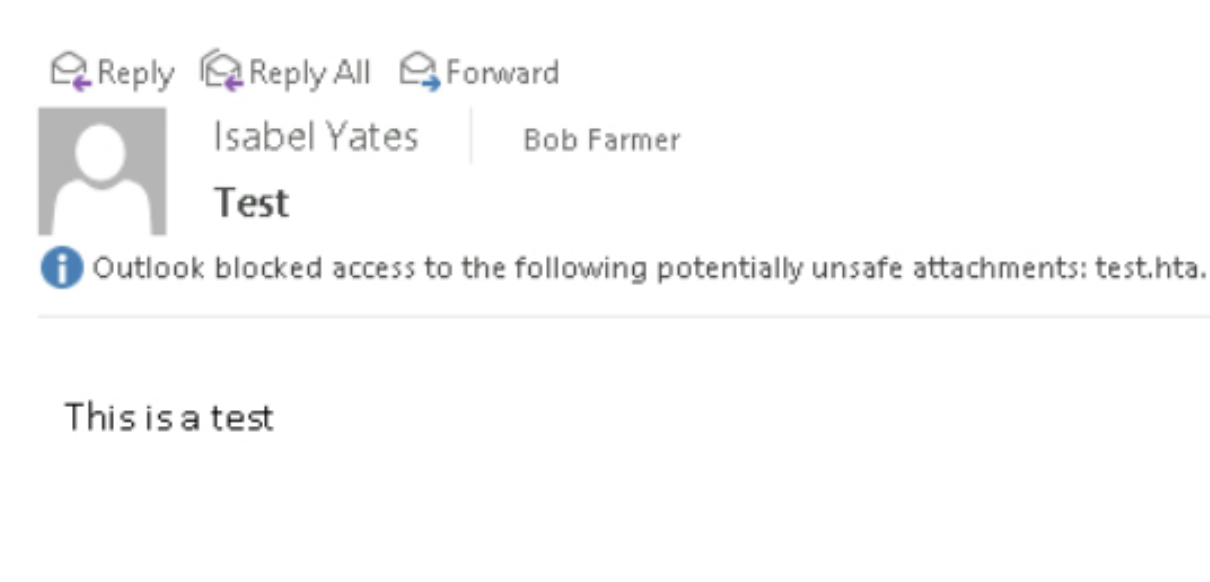 Reply Reply All Forward
Isabel Yates Bob Farmer
Test
Outlook blocked access to the following potentially unsafe attachments: test.hta.
This is a test